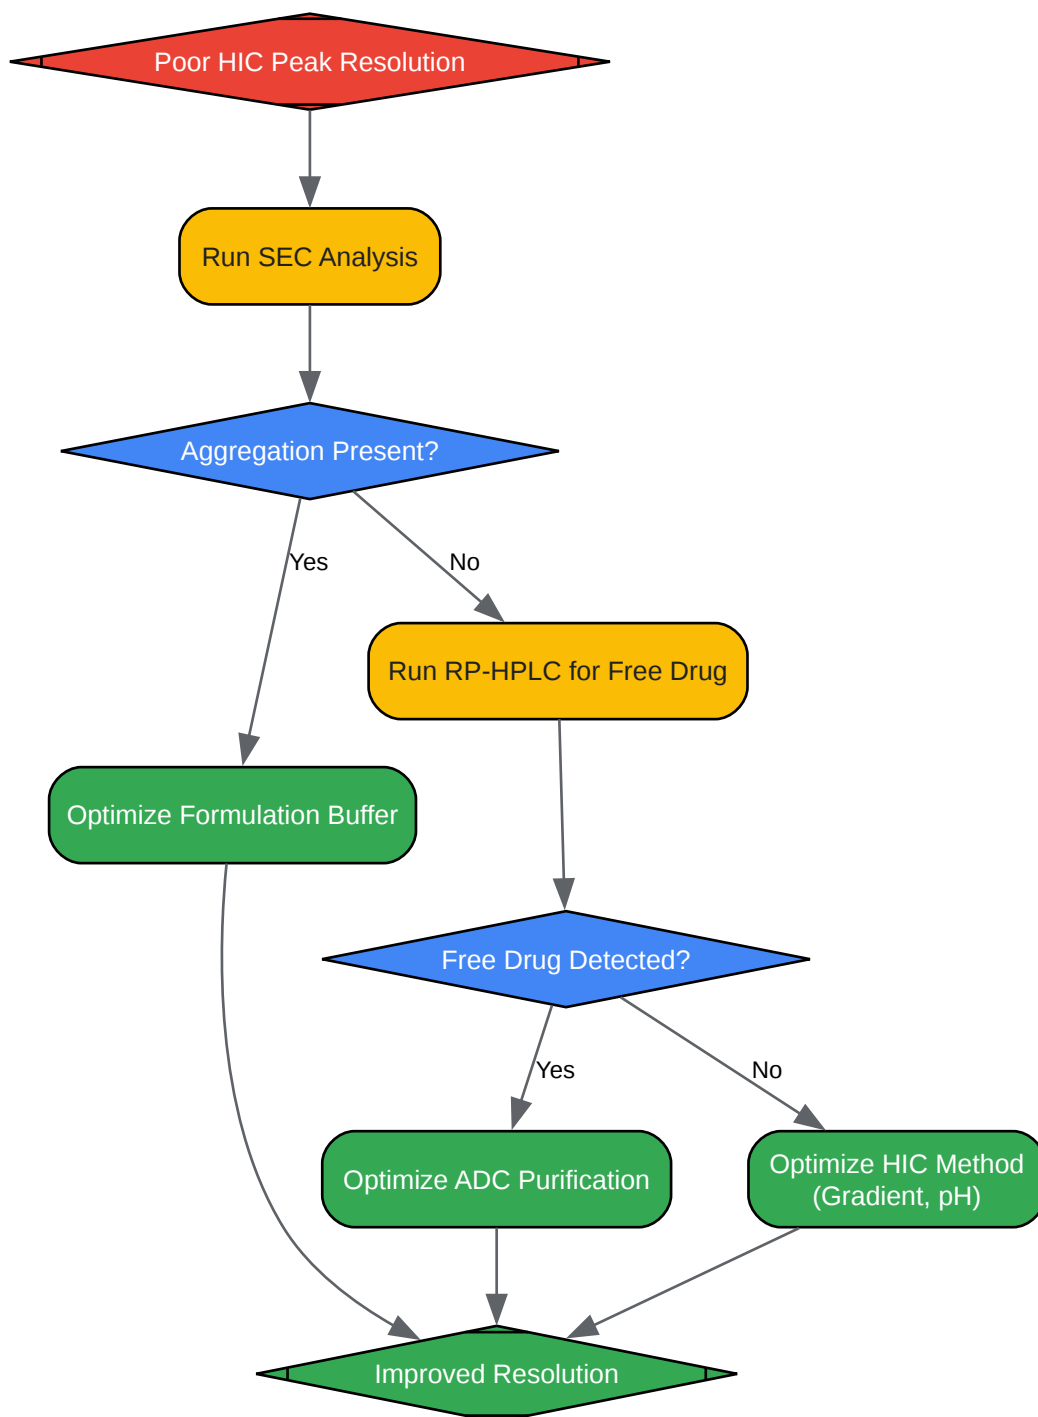 Poor HIC Peak Resolution
Run SEC Analysis
Aggregation Present?
Yes
No
Run RP-HPLC for Free Drug
Optimize Formulation Buffer
Free Drug Detected?
Yes
No
Optimize ADC Purification
Optimize HIC Method
(Gradient, pH)
Improved Resolution